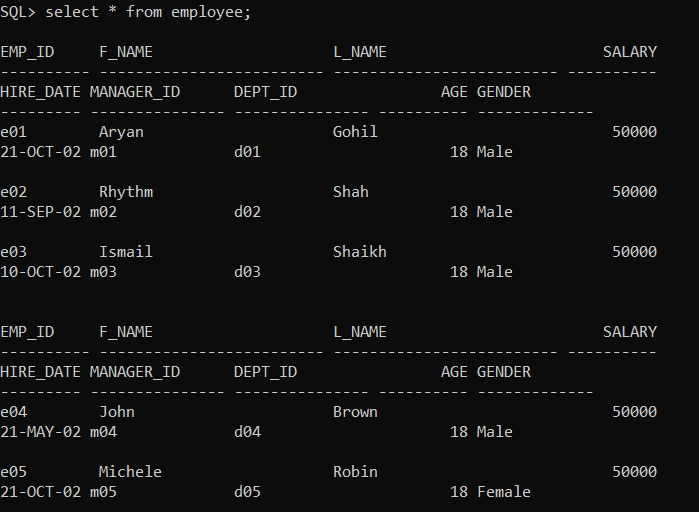 SQL> select * from employee;
EMP_ID     F_NAME                    L_NAME                        SALARY
---------- ------------------------- ------------------------- ----------
HIRE_DATE MANAGER_ID      DEPT_ID                AGE GENDER
--------- --------------- --------------- ---------- -------------
e01        Aryan                     Gohil                          50000
21-OCT-02 m01             d01                     18 Male
e02        Rhythm                    Shah                           50000
11-SEP-02 m02             d02                     18 Male
e03        Ismail                    Shaikh                         50000
10-OCT-02 m03             d03                     18 Male
EMP_ID     F_NAME                    L_NAME                        SALARY
---------- ------------------------- ------------------------- ----------
HIRE_DATE MANAGER_ID      DEPT_ID                AGE GENDER
--------- --------------- --------------- ---------- -------------
e04        John                      Brown                          50000
21-MAY-02 m04             d04                     18 Male
e05        Michele                   Robin                          50000
21-OCT-02 m05             d05                     18 Female